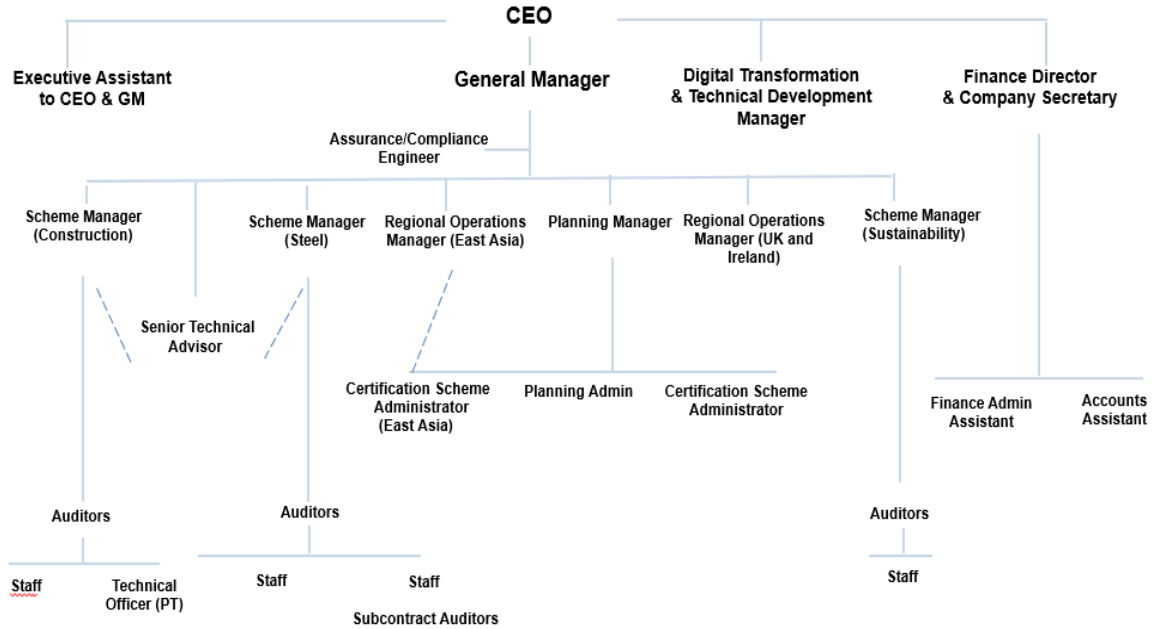 CEO
Executive Assistant
to CEO & GM
General Manager
Digital Transformation
& Technical Development
Manager
Finance Director
& Company Secretary
Assurance/Compliance
Engineer
Scheme Manager
(Construction)
Scheme Manager
(Steel)
Regional Operations
Manager (East Asia)
Planning Manager
Regional Operations
Manager (UK and
Ireland)
Scheme Manager
(Sustainability)
Senior Technical
Advisor
Certification Scheme
Administrator
(East Asia)
Planning Admin
Certification Scheme
Administrator
Finance Admin
Assistant
Accounts
Assistant
Auditors
Auditors
Auditors
Staff
Technical
Officer (PT)
Staff
Staff
Subcontract Auditors
Staff